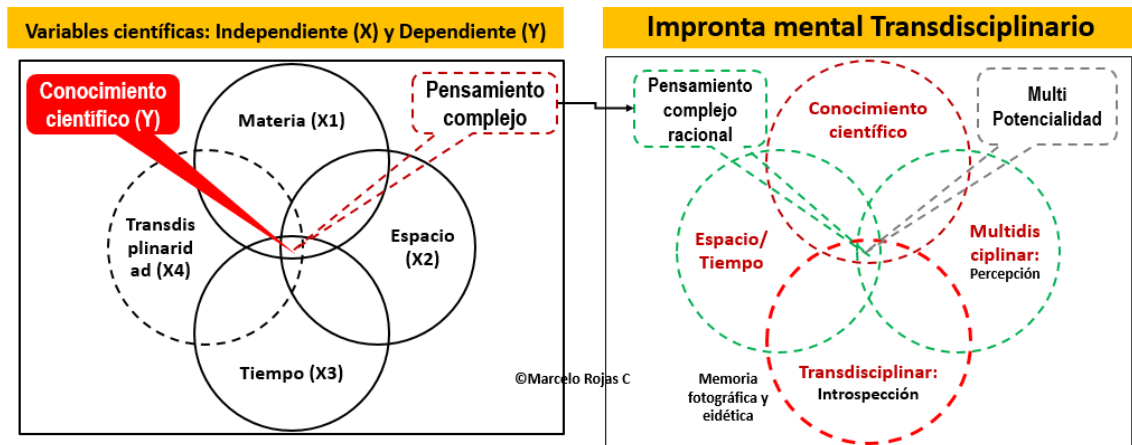 Variables científicas: Independiente (X) y Dependiente (Y)
Conocimiento
científico (Y)
Materia (X1)
Pensamiento
complejo
Transdis
plinarid
ad (X4)
Espacio
(X2)
Tiempo (X3)
©Marcelo Rojas C
Impronta mental Transdisciplinario
Pensamiento
complejo
racional
Conocimiento
científico
Multi
Potencialidad
Espacio/
Tiempo
Multidis
ciplinar:
Percepción
Transdisciplinar:
Introspección
Memoria
fotográfica y
eidética